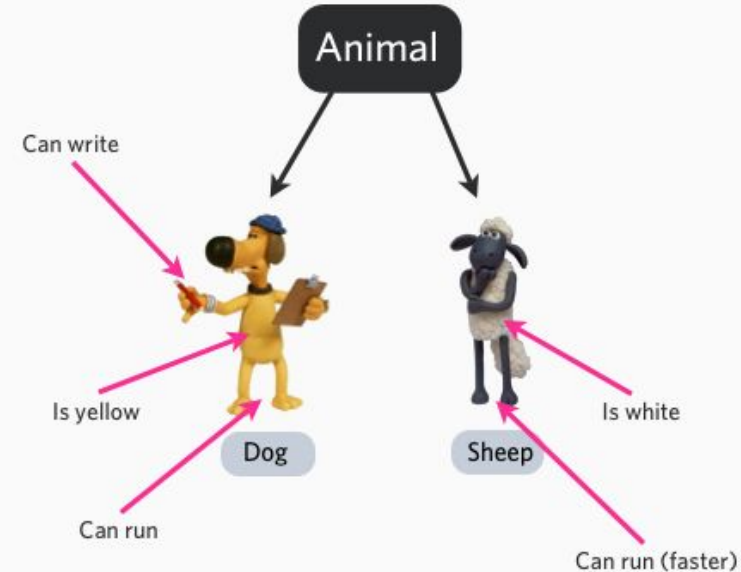 Animal
Can write
Is yellow
Is white
Dog
Sheep
Can run
Can run (faster)